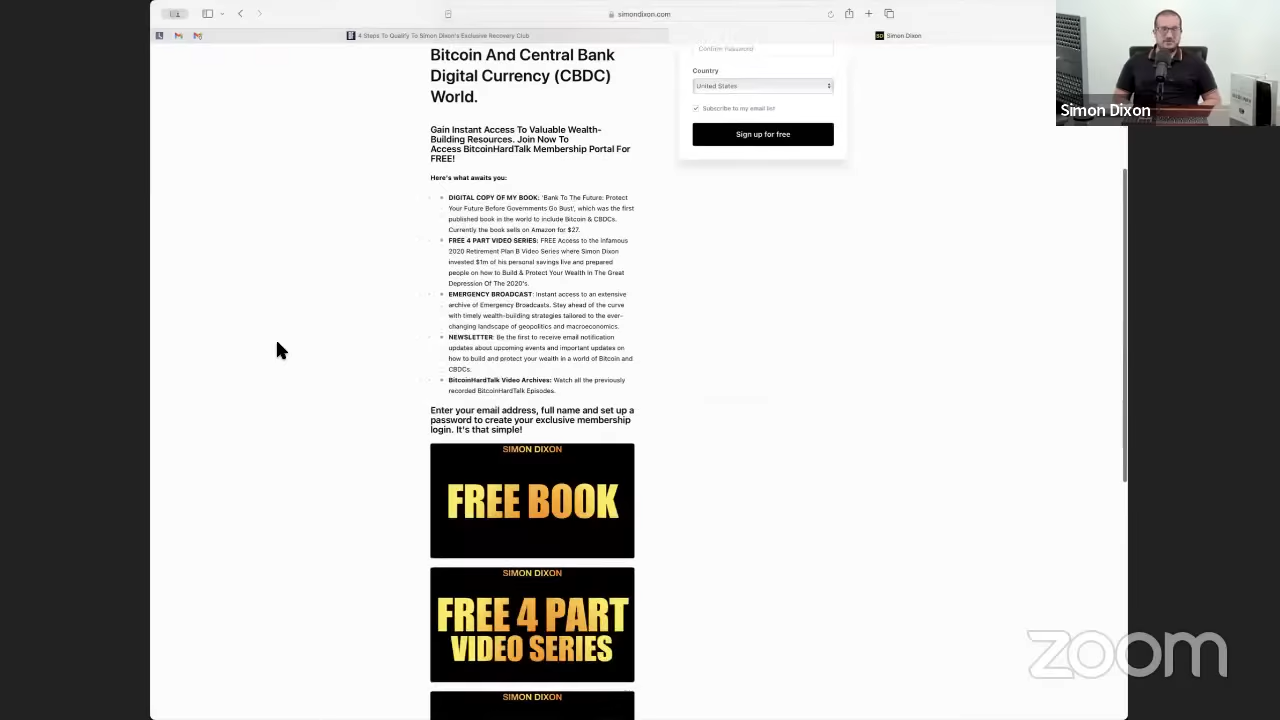 simondixon.com
4 Steps To Qualify To Simon Dixon's Exclusive Recovery Club
SD Simon Dixon
Simon Dixon
Bitcoin And Central Bank
Digital Currency (CBDC)
World.
Gain Instant Access To Valuable Wealth-
Building Resources. Join Now To
Access BitcoinHardTalk Membership Portal For
FREE!
Here's what awaits you:
DIGITAL COPY OF MY BOOK: 'Bank To The Future: Protect
Your Future Before Governments Go Bust', which was the first
published book in the world to include Bitcoin & CBDCs.
Currently the book sells on Amazon for $27.
FREE 4 PART VIDEO SERIES: FREE Access to the infamous
2020 Retirement Plan B Video Series where Simon Dixon
invested $1m of his personal savings live and prepared
people on how to Build & Protect Your Wealth In The Great
Depression Of The 2020's.
EMERGENCY BROADCAST: Instant access to an extensive
archive of Emergency Broadcasts. Stay ahead of the curve
with timely wealth-building strategies tailored to the ever-
changing landscape of geopolitics and macroeconomics.
NEWSLETTER: Be the first to receive email notification
updates about upcoming events and important updates on
how to build and protect your wealth in a world of Bitcoin and
CBDCs.
BitcoinHardTalk Video Archives: Watch all the previously
recorded BitcoinHardTalk Episodes.
Enter your email address, full name and set up a
password to create your exclusive membership
login. It's that simple!
SIMON DIXON
FREE BOOK
SIMON DIXON
FREE 4 PART
VIDEO SERIES
SIMON DIXON
Confirm Password
Country
United States
Subscribe to my email list
Sign up for free
zoom